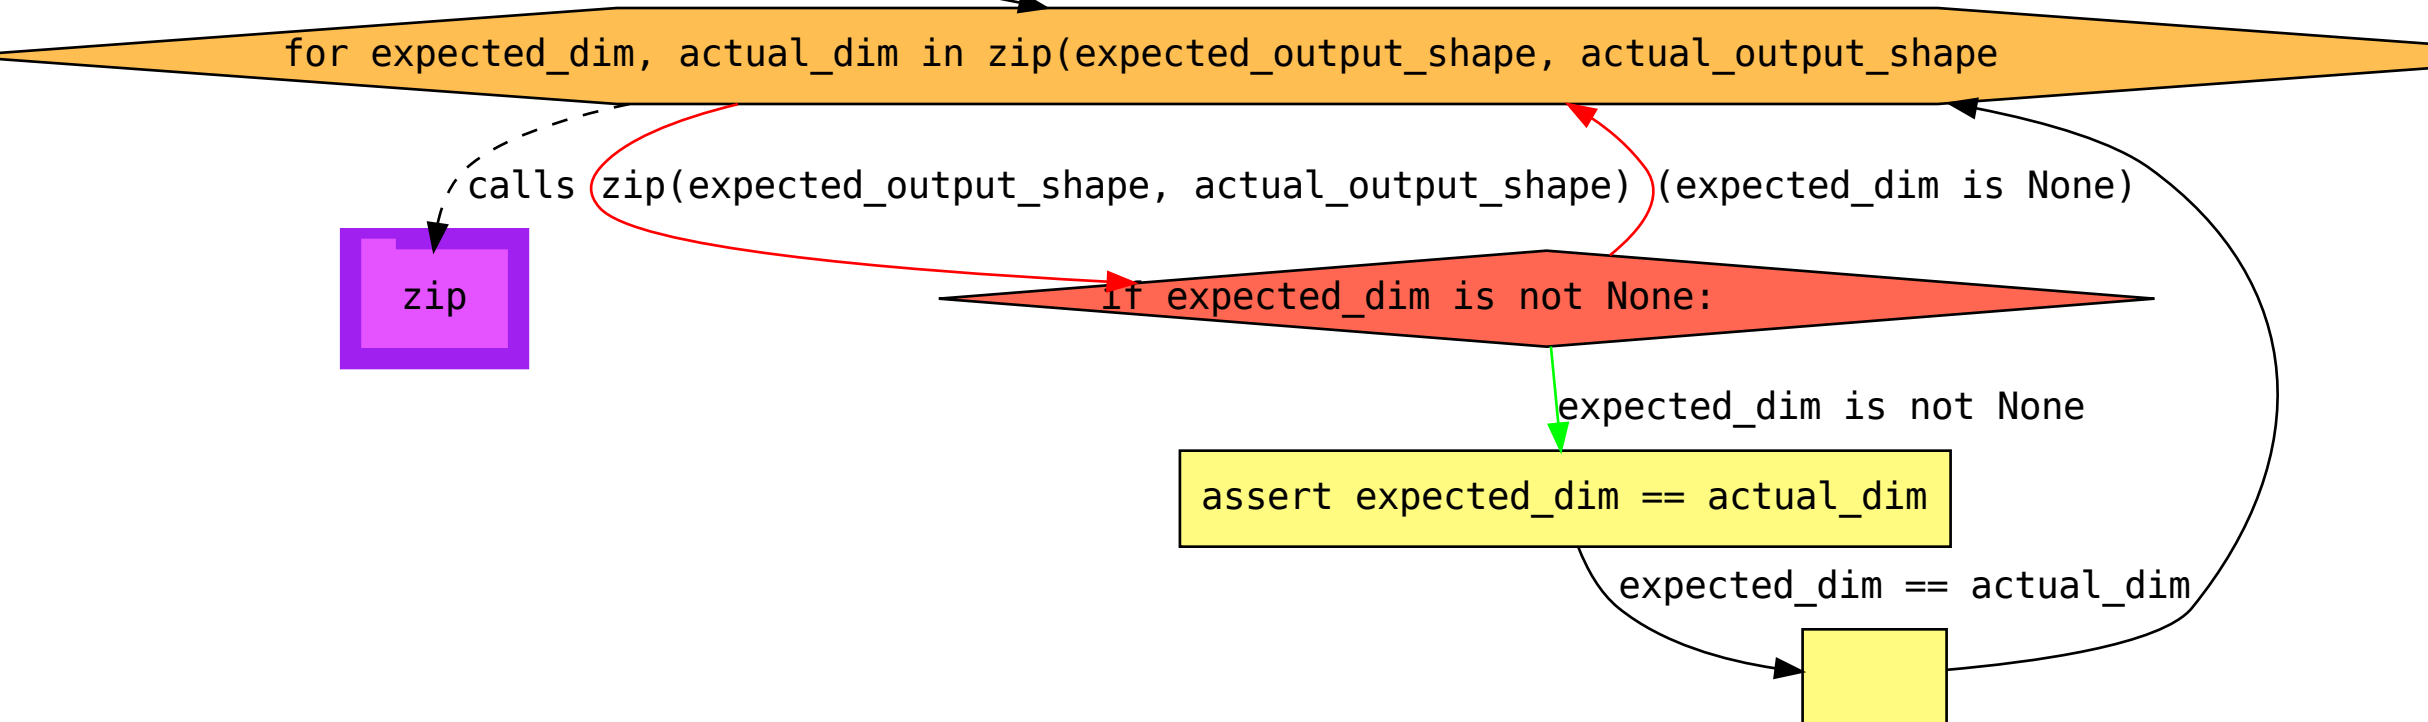 for expected_dim, actual_dim in zip(expected_output_shape, actual_output_shape
calls zip(expected_output_shape, actual_output_shape)
(expected_dim is None)
zip
if expected_dim is not None:
expected_dim is not None
assert expected_dim == actual_dim
expected_dim == actual_dim